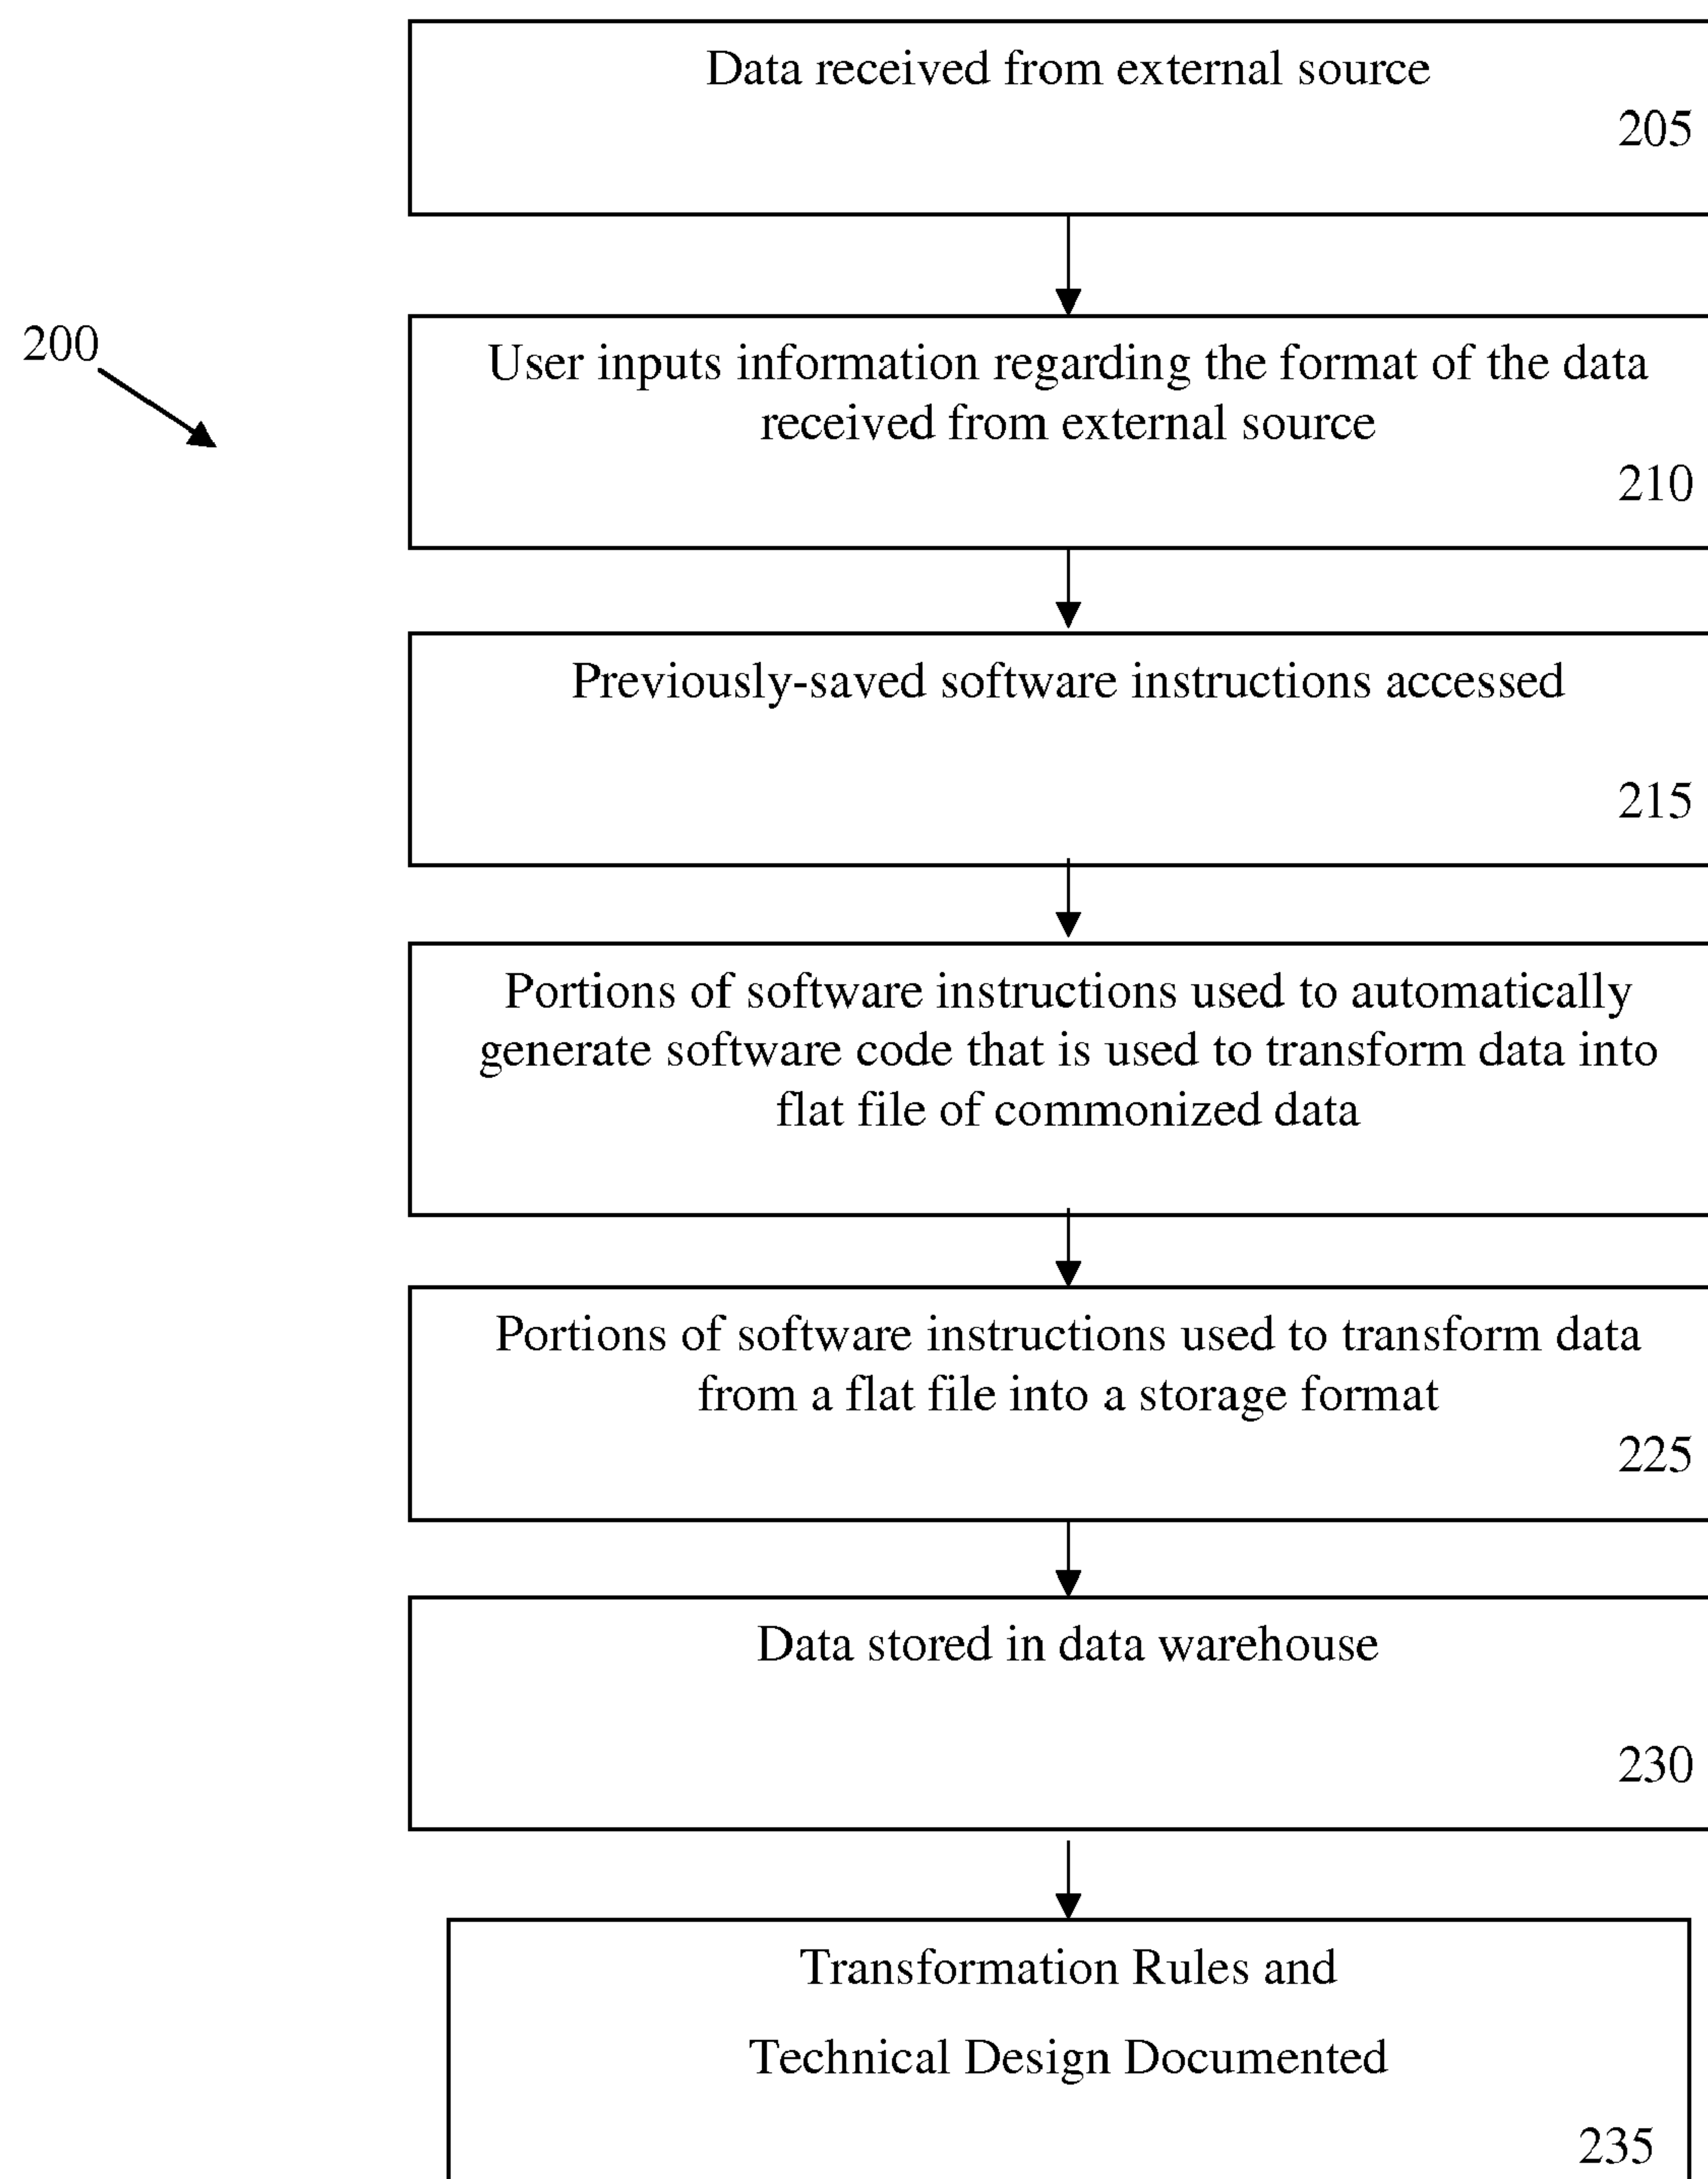 Data received from external source
205
200
User inputs information regarding the format of the data
received from external source
210
Previously-saved software instructions accessed
215
Portions of software instructions used to automatically
generate software code that is used to transform data into
flat file of commonized data
Portions of software instructions used to transform data
from a flat file into a storage format
225
Data stored in data warehouse
230
Transformation Rules and
Technical Design Documented
235